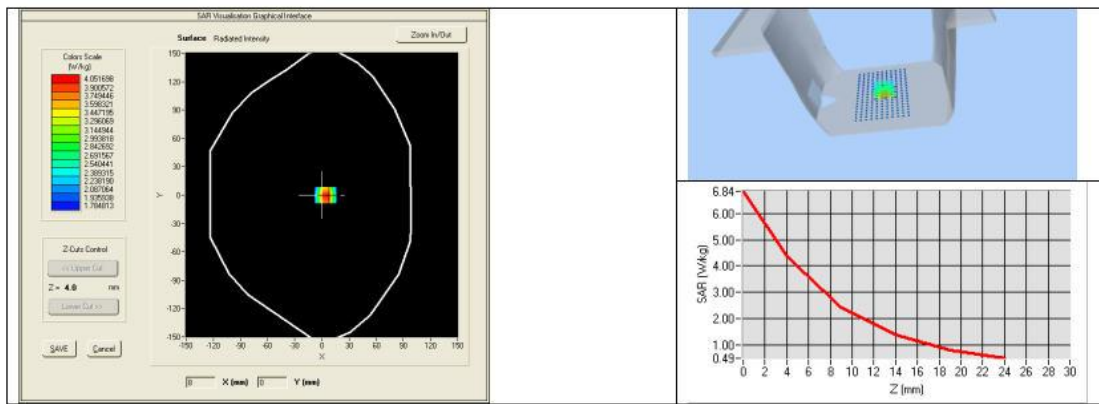 SAR Visualisation Graphical Interface
Surface Radiated Intensity
Zoom In/Out
Colors Scale
(W/kg)
4.051698
3.900572
3.749446
3.598321
3.447195
3.296069
3.144944
2.993818
2.842692
2.691567
2.540441
2.389315
2.238190
2.087064
1.935938
1.784813
Z-Cuts Control
<< Upper Cut
Z = 4.6 mm
Lower Cut >>
SAVE Cancel
150-
120-
90-
60-
30-
0-
-30-
-60-
-90-
-120-
-150-
Y
-150 -120 -90 -60 -30 0 30 60 90 120 150
X
0 X (mm) 0 Y (mm)
6.84-
6.00-
5.00-
4.00-
3.00-
2.00-
1.00-
0.49-
SAR (W/kg)
0 2 4 6 8 10 12 14 16 18 20 22 24 26 30
Z (mm)